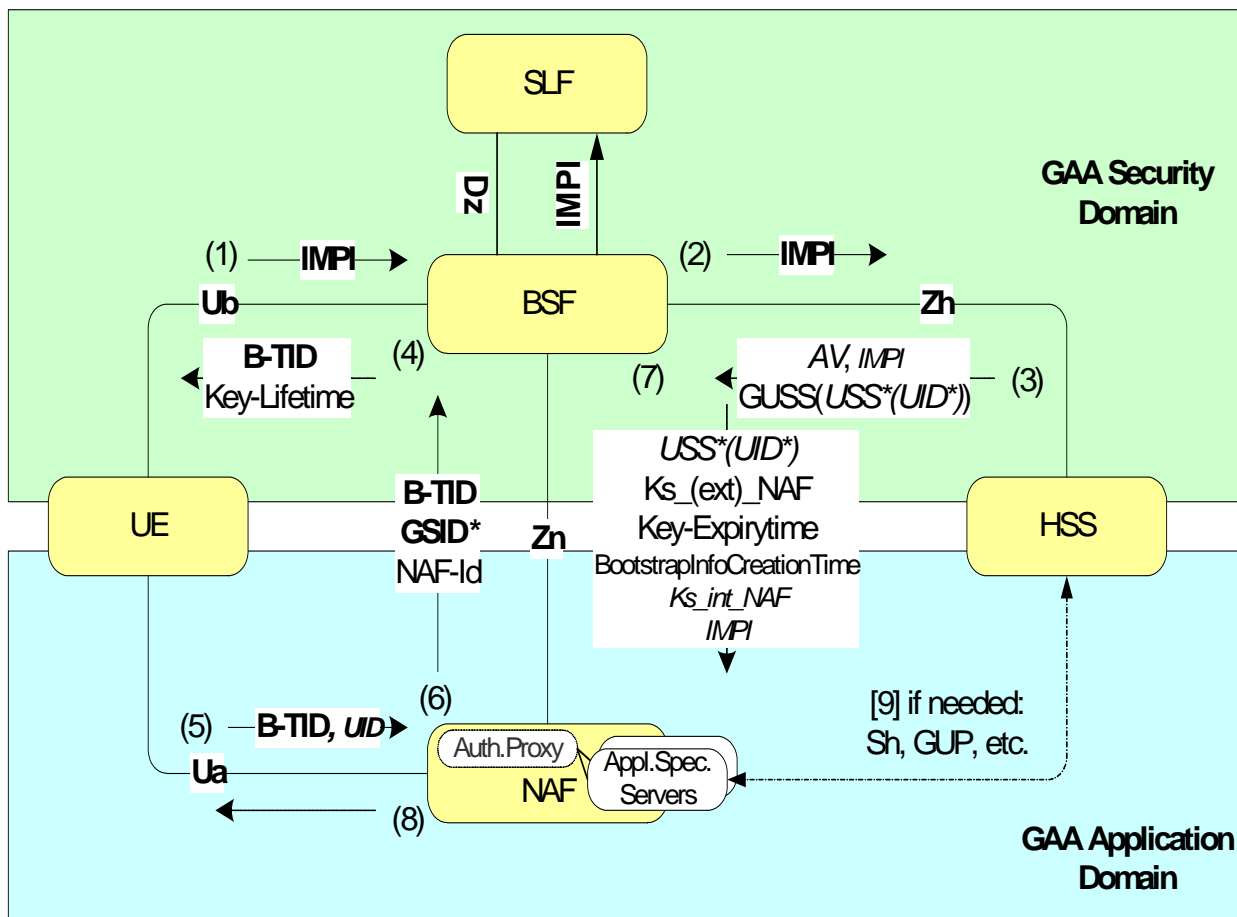 SLF
GAA Security
Domain
Dz
IMPI
(1)
IMPI
(2)
IMPI
Ub
BSF
Zh
B-TID
Key-Lifetime
(4)
(7)
AV, IMPI
GUSS(USS*(UID*))
(3)
USS*(UID*)
Ks_(ext)_NAF
Key-Expirytime
BootstrapInfoCreationTime
Ks_int_NAF
IMPI
UE
B-TID
GSID*
NAF-Id
Zn
HSS
(6)
(5)
B-TID, UID
[9] if needed:
Sh, GUP, etc.
Auth.Proxy
Appl.Spec.
Servers
NAF
Ua
(8)
GAA Application
Domain